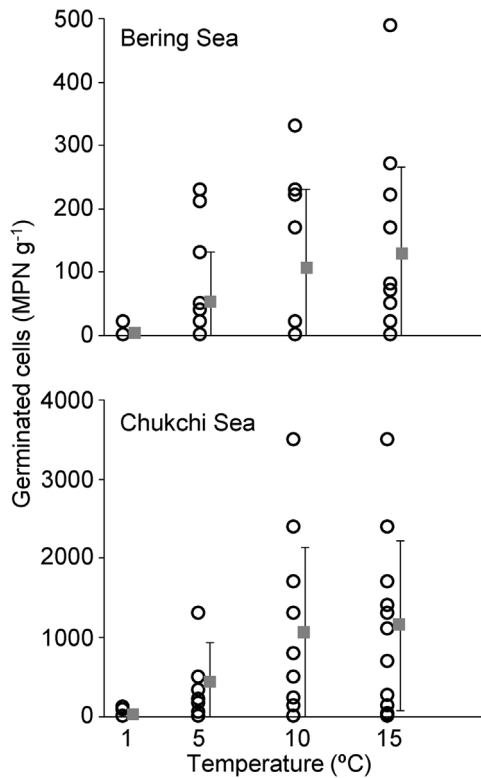 500
Bering Sea
400
300
200
100
0
4000
Chukchi Sea
3000
2000
1000
0
1 5 10 15
Temperature (ºC)
Germinated cells (MPN g-1)